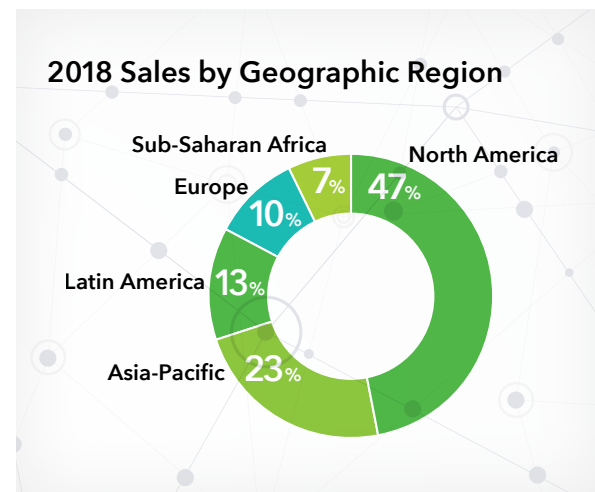 2018 Sales by Geographic Region
Sub-Saharan Africa
North America
7%
47%
Europe
10%
Latin America
13%
Asia-Pacific
23%